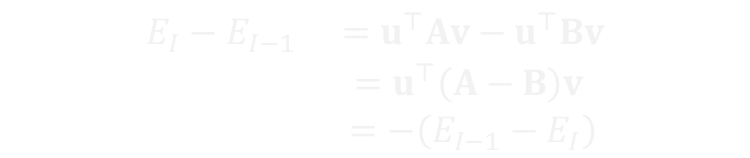 E_I − E_{I−1} = u^⊤Av − u^⊤Bv
= u^⊤(A − B)v
= −(E_{I−1} − E_I)